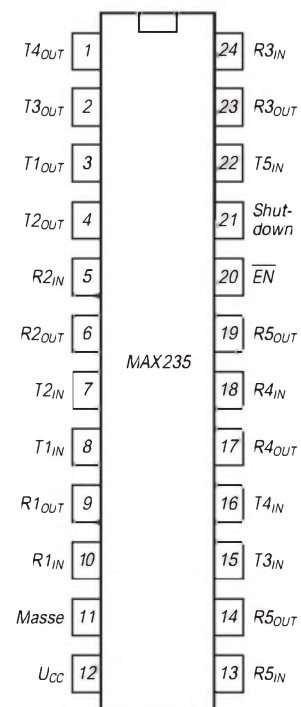 T4OUT 1 24 R3IN
T3OUT 2 23 R3OUT
T1OUT 3 22 T5IN
T2OUT 4 21 Shut-
down
R2IN 5 20 EN
R2OUT 6 19 R5OUT
MAX235
T2IN 7 18 R4IN
T1IN 8 17 R4OUT
R1OUT 9 16 T4IN
R1IN 10 15 T3IN
Masse 11 14 R5OUT
UCC 12 13 R5IN